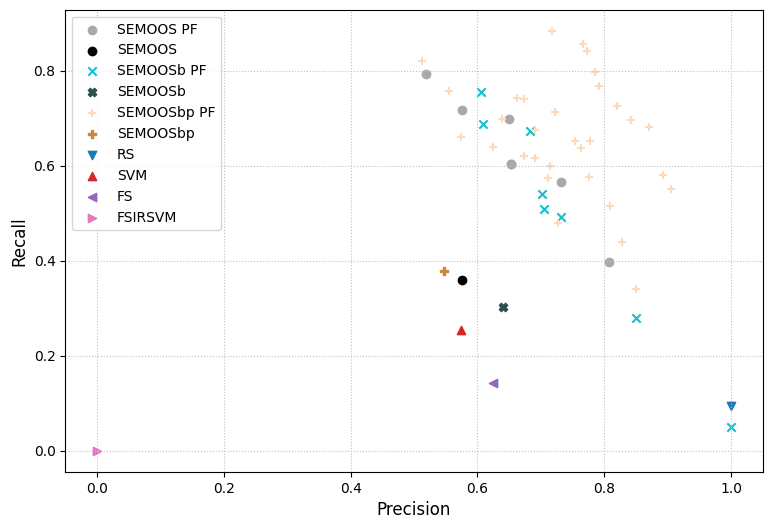 SEMOOS PF
SEMOOS
SEMOOSb PF
SEMOOSb
SEMOOSbp PF
SEMOOSbp
RS
SVM
FS
FSIRSVM
0.8
0.6
0.4
0.2
0.0
Recall
0.0 0.2 0.4 0.6 0.8 1.0
Precision